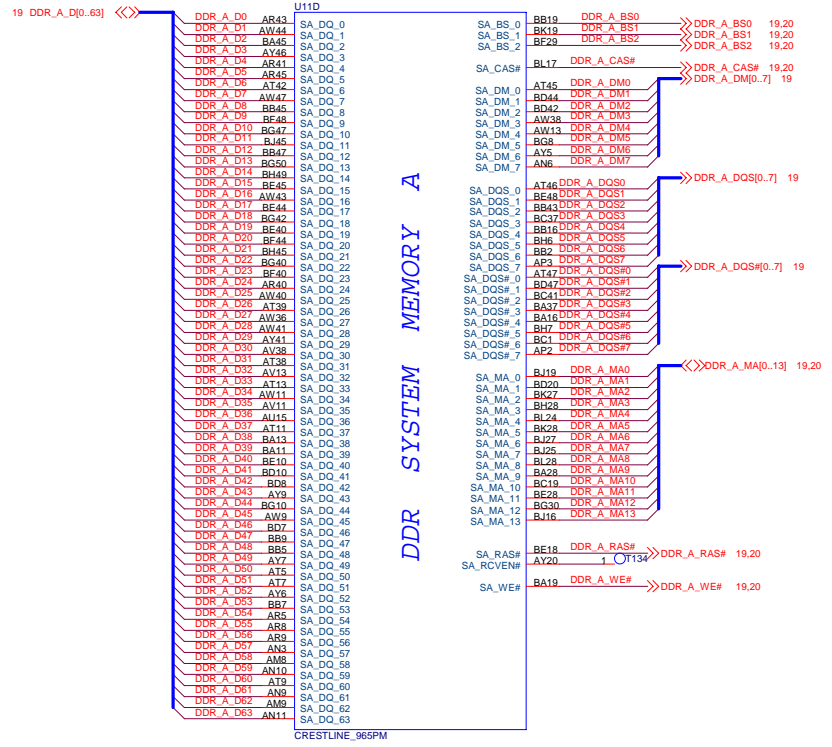 U11D
19 DDR_A_D[0..63]
DDR_A_D0 AR43 SA_DQ_0
DDR_A_D1 AW44 SA_DQ_1
DDR_A_D2 BA45 SA_DQ_2
DDR_A_D3 AY46 SA_DQ_3
DDR_A_D4 AR41 SA_DQ_4
DDR_A_D5 AR45 SA_DQ_5
DDR_A_D6 AT42 SA_DQ_6
DDR_A_D7 AW47 SA_DQ_7
DDR_A_D8 BB45 SA_DQ_8
DDR_A_D9 BF48 SA_DQ_9
DDR_A_D10 BG47 SA_DQ_10
DDR_A_D11 BJ45 SA_DQ_11
DDR_A_D12 BB47 SA_DQ_12
DDR_A_D13 BG50 SA_DQ_13
DDR_A_D14 BH49 SA_DQ_14
DDR_A_D15 BE45 SA_DQ_15
DDR_A_D16 AW43 SA_DQ_16
DDR_A_D17 BE44 SA_DQ_17
DDR_A_D18 BG42 SA_DQ_18
DDR_A_D19 BE40 SA_DQ_19
DDR_A_D20 BF44 SA_DQ_20
DDR_A_D21 BH45 SA_DQ_21
DDR_A_D22 BG40 SA_DQ_22
DDR_A_D23 BF40 SA_DQ_23
DDR_A_D24 AR40 SA_DQ_24
DDR_A_D25 AW40 SA_DQ_25
DDR_A_D26 AT39 SA_DQ_26
DDR_A_D27 AW36 SA_DQ_27
DDR_A_D28 AW41 SA_DQ_28
DDR_A_D29 AY41 SA_DQ_29
DDR_A_D30 AV38 SA_DQ_30
DDR_A_D31 AT38 SA_DQ_31
DDR_A_D32 AV13 SA_DQ_32
DDR_A_D33 AT13 SA_DQ_33
DDR_A_D34 AW11 SA_DQ_34
DDR_A_D35 AV11 SA_DQ_35
DDR_A_D36 AU15 SA_DQ_36
DDR_A_D37 AT11 SA_DQ_37
DDR_A_D38 BA13 SA_DQ_38
DDR_A_D39 BA11 SA_DQ_39
DDR_A_D40 BE10 SA_DQ_40
DDR_A_D41 BD10 SA_DQ_41
DDR_A_D42 BD8 SA_DQ_42
DDR_A_D43 AY9 SA_DQ_43
DDR_A_D44 BG10 SA_DQ_44
DDR_A_D45 AW9 SA_DQ_45
DDR_A_D46 BD7 SA_DQ_46
DDR_A_D47 BB9 SA_DQ_47
DDR_A_D48 BB5 SA_DQ_48
DDR_A_D49 AY7 SA_DQ_49
DDR_A_D50 AT5 SA_DQ_50
DDR_A_D51 AT7 SA_DQ_51
DDR_A_D52 AY6 SA_DQ_52
DDR_A_D53 BB7 SA_DQ_53
DDR_A_D54 AR5 SA_DQ_54
DDR_A_D55 AR8 SA_DQ_55
DDR_A_D56 AR9 SA_DQ_56
DDR_A_D57 AN3 SA_DQ_57
DDR_A_D58 AM8 SA_DQ_58
DDR_A_D59 AN10 SA_DQ_59
DDR_A_D60 AT9 SA_DQ_60
DDR_A_D61 AN9 SA_DQ_61
DDR_A_D62 AM9 SA_DQ_62
DDR_A_D63 AN11 SA_DQ_63
DDR SYSTEM MEMORY A
SA_BS_0 BB19 DDR_A_BS0 DDR_A_BS0 19,20
SA_BS_1 BK19 DDR_A_BS1 DDR_A_BS1 19,20
SA_BS_2 BF29 DDR_A_BS2 DDR_A_BS2 19,20
SA_CAS# BL17 DDR_A_CAS# DDR_A_CAS# 19,20
DDR_A_DM[0..7] 19
SA_DM_0 AT45 DDR_A_DM0
SA_DM_1 BD44 DDR_A_DM1
SA_DM_2 BD42 DDR_A_DM2
SA_DM_3 AW38 DDR_A_DM3
SA_DM_4 AW13 DDR_A_DM4
SA_DM_5 BG8 DDR_A_DM5
SA_DM_6 AY5 DDR_A_DM6
SA_DM_7 AN6 DDR_A_DM7
DDR_A_DQS[0..7] 19
SA_DQS_0 AT46 DDR_A_DQS0
SA_DQS_1 BE48 DDR_A_DQS1
SA_DQS_2 BB43 DDR_A_DQS2
SA_DQS_3 BC37 DDR_A_DQS3
SA_DQS_4 BB16 DDR_A_DQS4
SA_DQS_5 BH6 DDR_A_DQS5
SA_DQS_6 BB2 DDR_A_DQS6
SA_DQS_7 AP3 DDR_A_DQS7
DDR_A_DQS#[0..7] 19
SA_DQS#_0 AT47 DDR_A_DQS#0
SA_DQS#_1 BD47 DDR_A_DQS#1
SA_DQS#_2 BC41 DDR_A_DQS#2
SA_DQS#_3 BA37 DDR_A_DQS#3
SA_DQS#_4 BA16 DDR_A_DQS#4
SA_DQS#_5 BH7 DDR_A_DQS#5
SA_DQS#_6 BC1 DDR_A_DQS#6
SA_DQS#_7 AP2 DDR_A_DQS#7
DDR_A_MA[0..13] 19,20
SA_MA_0 BJ19 DDR_A_MA0
SA_MA_1 BD20 DDR_A_MA1
SA_MA_2 BK27 DDR_A_MA2
SA_MA_3 BH28 DDR_A_MA3
SA_MA_4 BL24 DDR_A_MA4
SA_MA_5 BK28 DDR_A_MA5
SA_MA_6 BJ27 DDR_A_MA6
SA_MA_7 BJ25 DDR_A_MA7
SA_MA_8 BL28 DDR_A_MA8
SA_MA_9 BA28 DDR_A_MA9
SA_MA_10 BC19 DDR_A_MA10
SA_MA_11 BE28 DDR_A_MA11
SA_MA_12 BG30 DDR_A_MA12
SA_MA_13 BJ16 DDR_A_MA13
SA_RAS# BE18 DDR_A_RAS# DDR_A_RAS# 19,20
SA_RCVEN# AY20 1 T134
SA_WE# BA19 DDR_A_WE# DDR_A_WE# 19,20
CRESTLINE_965PM